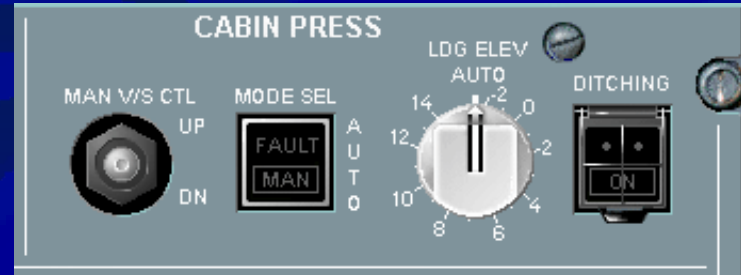 CABIN PRESS
LDG ELEV
AUTO
DITCHING
MAN V/S CTL
UP
DN
MODE SEL
FAULT
MAN
AUTO
14
-2
0
12
-2
10
4
8
6
ON